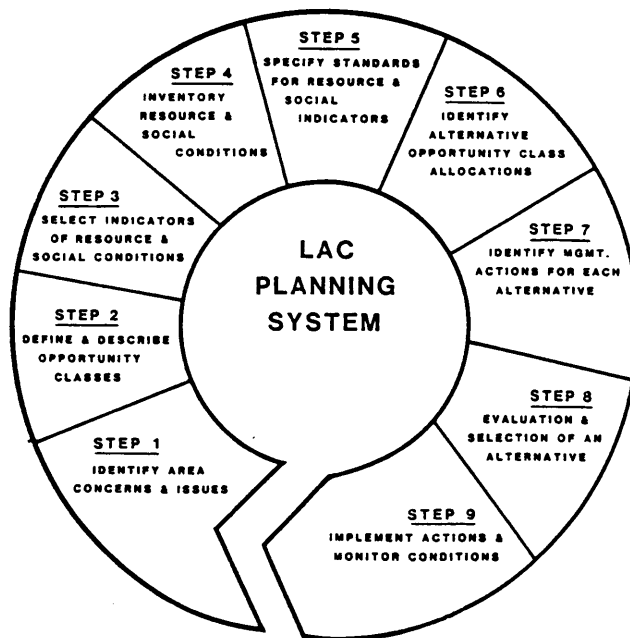 LAC
PLANNING
SYSTEM
STEP 1
IDENTIFY AREA
CONCERNS & ISSUES
STEP 2
DEFINE & DESCRIBE
OPPORTUNITY
CLASSES
STEP 3
SELECT INDICATORS
OF RESOURCE &
SOCIAL CONDITIONS
STEP 4
INVENTORY
RESOURCE &
SOCIAL
CONDITIONS
STEP 5
SPECIFY STANDARDS
FOR RESOURCE &
SOCIAL
INDICATORS
STEP 6
IDENTIFY
ALTERNATIVE
OPPORTUNITY CLASS
ALLOCATIONS
STEP 7
IDENTIFY MGMT.
ACTIONS FOR EACH
ALTERNATIVE
STEP 8
EVALUATION &
SELECTION OF AN
ALTERNATIVE
STEP 9
IMPLEMENT ACTIONS &
MONITOR CONDITIONS